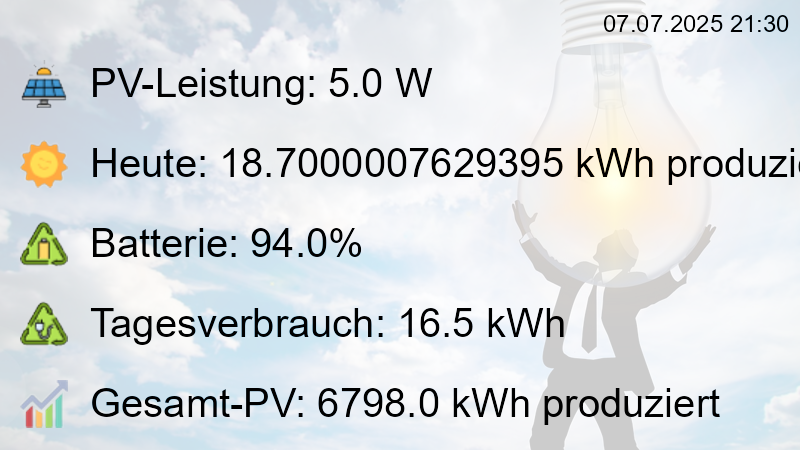 07.07.2025 21:30
PV-Leistung: 5.0 W
Heute: 18.7000007629395 kWh produzi
Batterie: 94.0%
Tagesverbrauch: 16.5 kWh
Gesamt-PV: 6798.0 kWh produziert